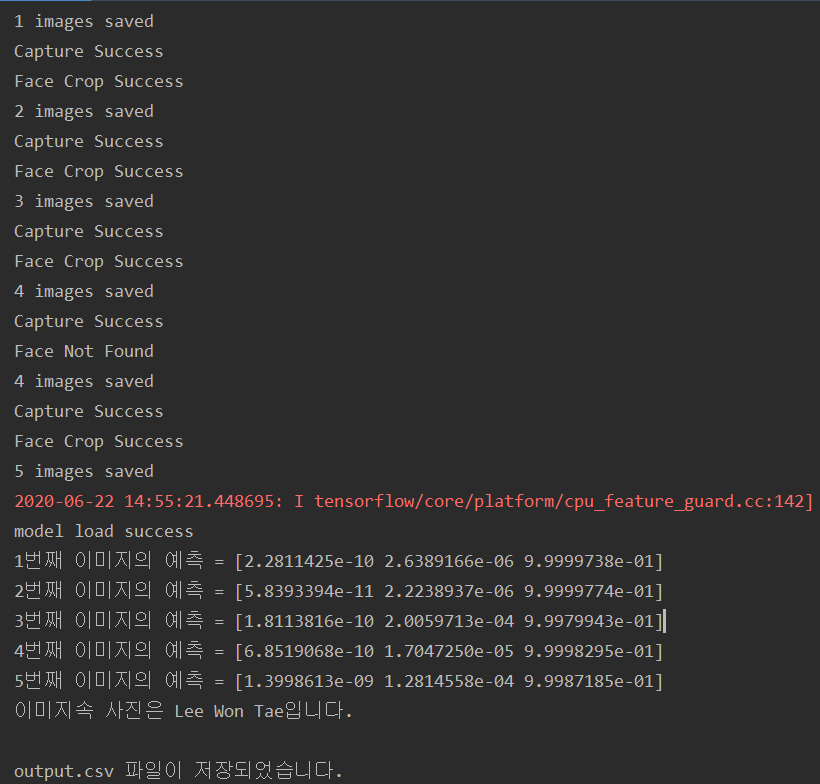 1 images saved
Capture Success
Face Crop Success
2 images saved
Capture Success
Face Crop Success
3 images saved
Capture Success
Face Crop Success
4 images saved
Capture Success
Face Not Found
4 images saved
Capture Success
Face Crop Success
5 images saved
2020-06-22 14:55:21.448695: I tensorflow/core/platform/cpu_feature_guard.cc:142]
model load success
1번째 이미지의 예측 = [2.2811425e-10 2.6389166e-06 9.9999738e-01]
2번째 이미지의 예측 = [5.8393394e-11 2.2238937e-06 9.9999774e-01]
3번째 이미지의 예측 = [1.8113816e-10 2.0059713e-04 9.9979943e-01]
4번째 이미지의 예측 = [6.8519068e-10 1.7047250e-05 9.9998295e-01]
5번째 이미지의 예측 = [1.3998613e-09 1.2814558e-04 9.9987185e-01]
이미지속 사진은 Lee Won Tae입니다.
output.csv 파일이 저장되었습니다.